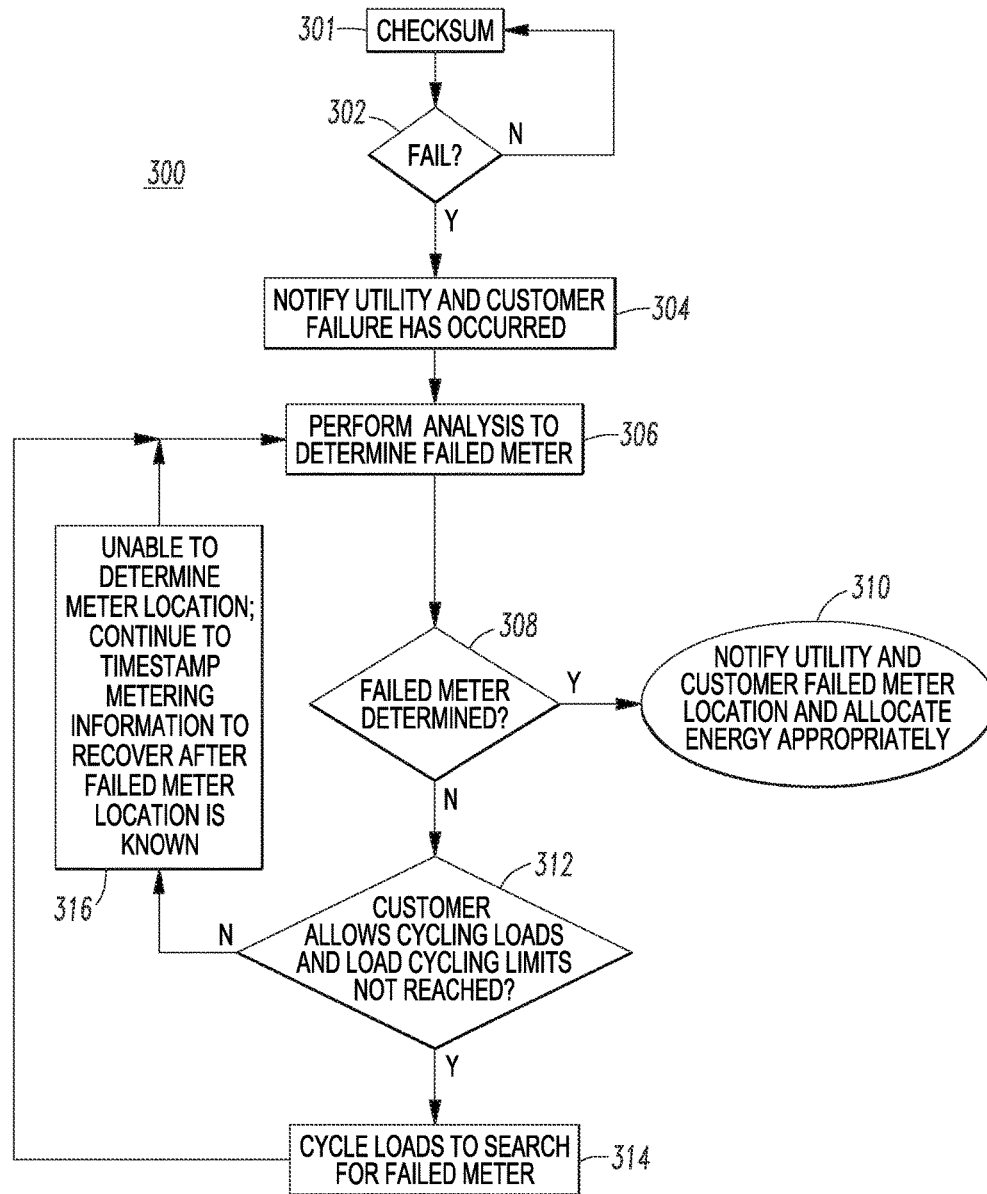 301
CHECKSUM
302
FAIL?
N
300
Y
NOTIFY UTILITY AND CUSTOMER
FAILURE HAS OCCURRED
304
PERFORM ANALYSIS TO
DETERMINE FAILED METER
306
UNABLE TO
DETERMINE
METER LOCATION;
CONTINUE TO
TIMESTAMP
METERING
INFORMATION TO
RECOVER AFTER
FAILED METER
LOCATION IS
KNOWN
316
308
FAILED METER
DETERMINED?
Y
N
310
NOTIFY UTILITY AND
CUSTOMER FAILED METER
LOCATION AND ALLOCATE
ENERGY APPROPRIATELY
312
CUSTOMER
ALLOWS CYCLING LOADS
AND LOAD CYCLING LIMITS
NOT REACHED?
N
Y
CYCLE LOADS TO SEARCH
FOR FAILED METER
314